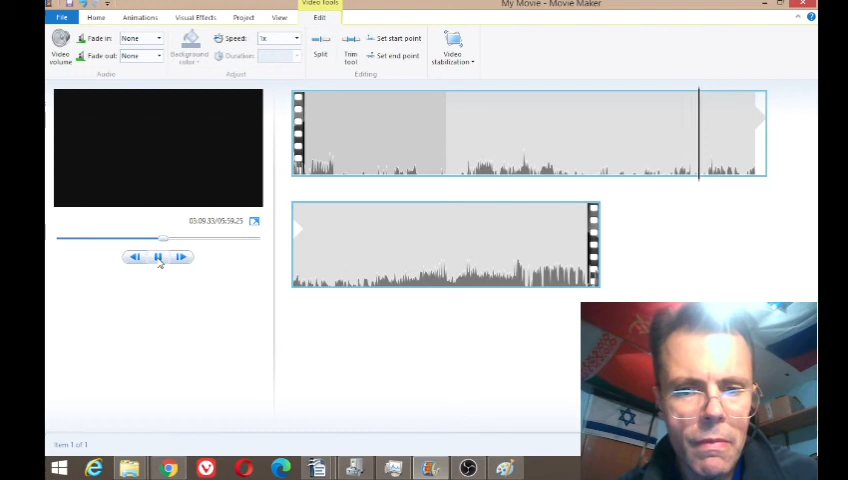 Video Tools
My Movie - Movie Maker
File Home Animations Visual Effects Project View Edit
Video volume
Fade in: None
Fade out: None
Audio
Background color
Speed: 1x
Duration:
Adjust
Split
Trim tool
Set start point
Set end point
Editing
Video stabilization
03:09.33/05:59.25
Item 1 of 1